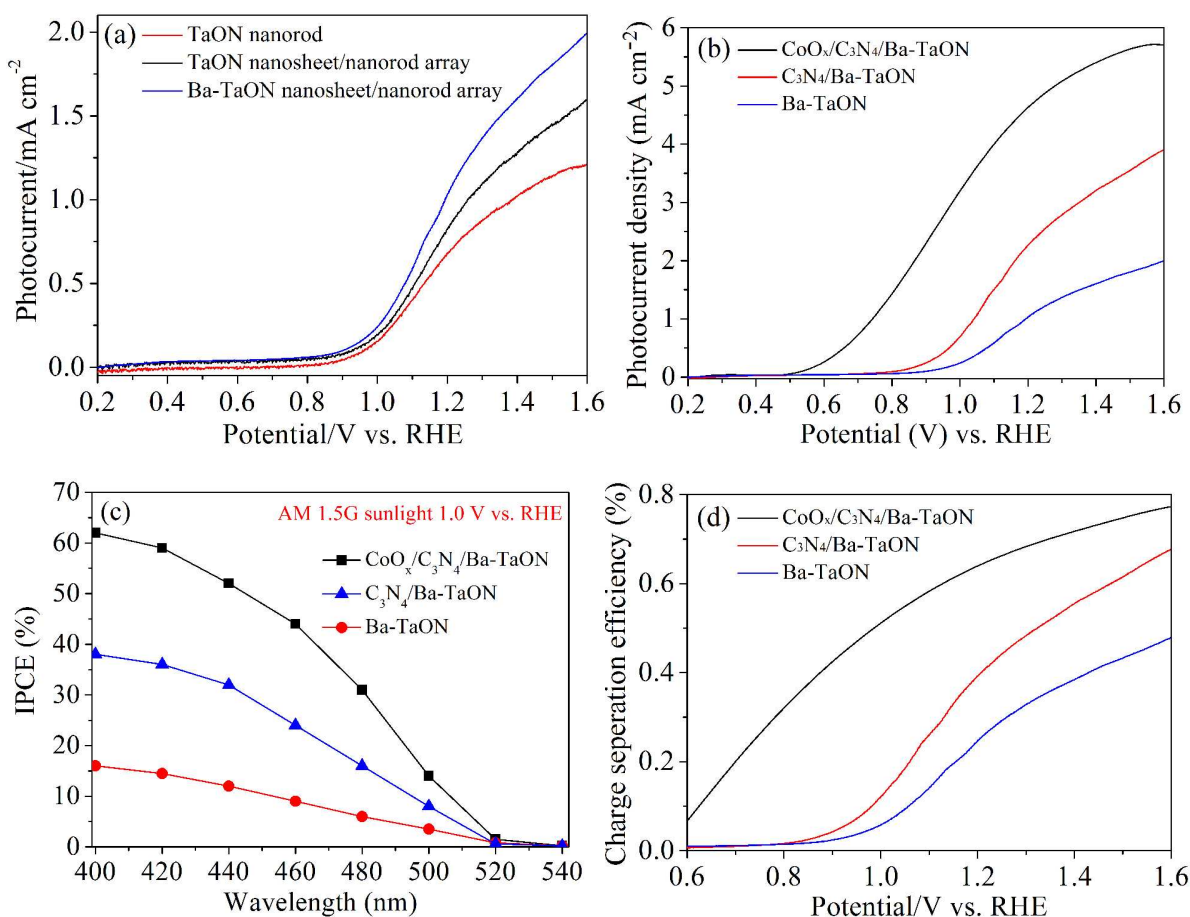 (a)
TaON nanorod
TaON nanosheet/nanorod array
Ba-TaON nanosheet/nanorod array
Photocurrent/mA cm⁻²
2.0
1.5
1.0
0.5
0.0
0.2 0.4 0.6 0.8 1.0 1.2 1.4 1.6
Potential/V vs. RHE
(b)
CoOₓ/C₃N₄/Ba-TaON
C₃N₄/Ba-TaON
Ba-TaON
Photocurrent density (mA cm⁻²)
6
5
4
3
2
1
0
0.2 0.4 0.6 0.8 1.0 1.2 1.4 1.6
Potential (V) vs. RHE
(c)
AM 1.5G sunlight 1.0 V vs. RHE
CoOₓ/C₃N₄/Ba-TaON
C₃N₄/Ba-TaON
Ba-TaON
IPCE (%)
70
60
50
40
30
20
10
0
400 420 440 460 480 500 520 540
Wavelength (nm)
(d)
CoOₓ/C₃N₄/Ba-TaON
C₃N₄/Ba-TaON
Ba-TaON
Charge seperation efficiency (%)
0.8
0.6
0.4
0.2
0.0
0.6 0.8 1.0 1.2 1.4 1.6
Potential/V vs. RHE